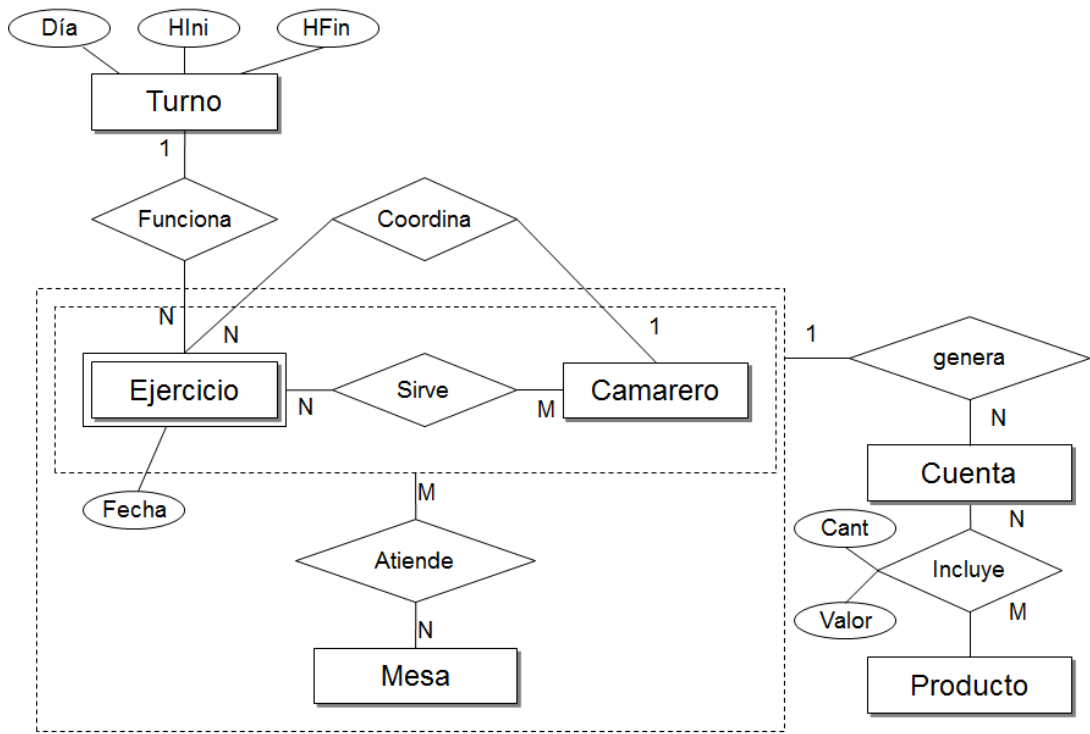 Día
HIni
HFin
Turno
1
Funciona
Coordina
N
N
1
1
genera
Ejercicio
N
Sirve
M
Camarero
N
Cuenta
Fecha
M
N
Cant
Atiende
Incluye
Valor
M
N
Mesa
Producto